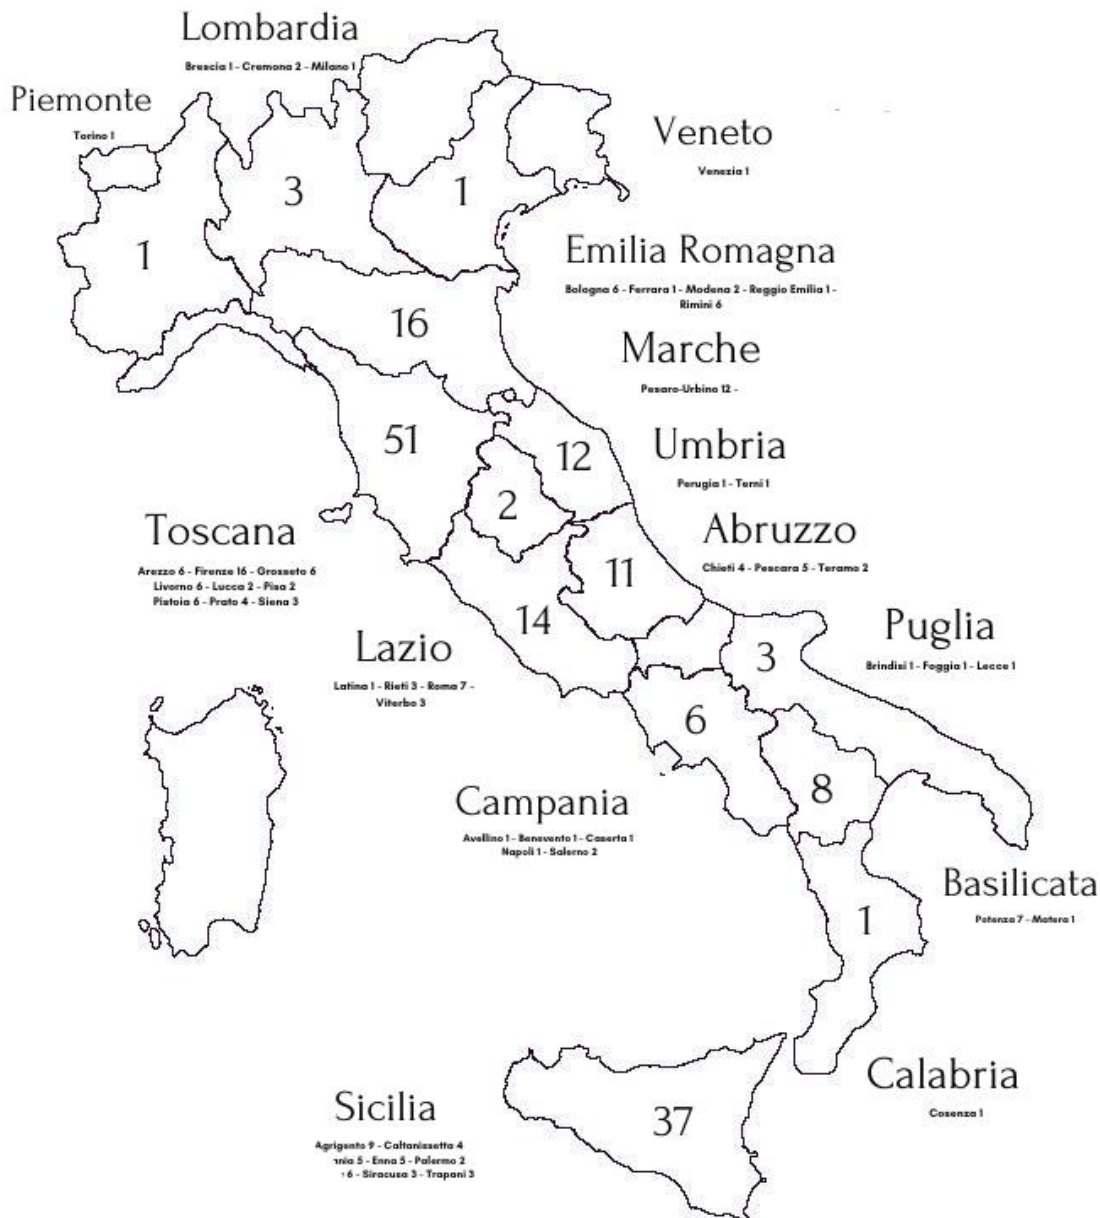 Lombardia
Brescia 1 - Cremona 2 - Milano 1
Piemonte
Torino 1
Veneto
Venezia 1
3
1
1
Emilia Romagna
Bologna 6 - Ferrara 1 - Modena 2 - Reggio Emilia 1 -
Rimini 6
16
Marche
Pesaro-Urbino 12 -
51
12
Umbria
Perugia 1 - Terni 1
2
Toscana
Arezzo 6 - Firenze 16 - Grosseto 6
Livorno 6 - Lucca 2 - Pisa 2
Pistoia 6 - Prato 4 - Siena 3
Abruzzo
Chieti 4 - Pescara 5 - Teramo 2
11
14
Lazio
Latina 1 - Rieti 3 - Roma 7 -
Viterbo 3
Puglia
Brindisi 1 - Foggia 1 - Lecce 1
3
6
8
Campania
Avellino 1 - Benevento 1 - Caserta 1
Napoli 1 - Salerno 2
Basilicata
Potenza 7 - Matera 1
1
Calabria
Cosenza 1
Sicilia
Agrigento 9 - Caltanissetta 4
nia 5 - Enna 5 - Palermo 2
6 - Siracusa 3 - Trapani 3
37